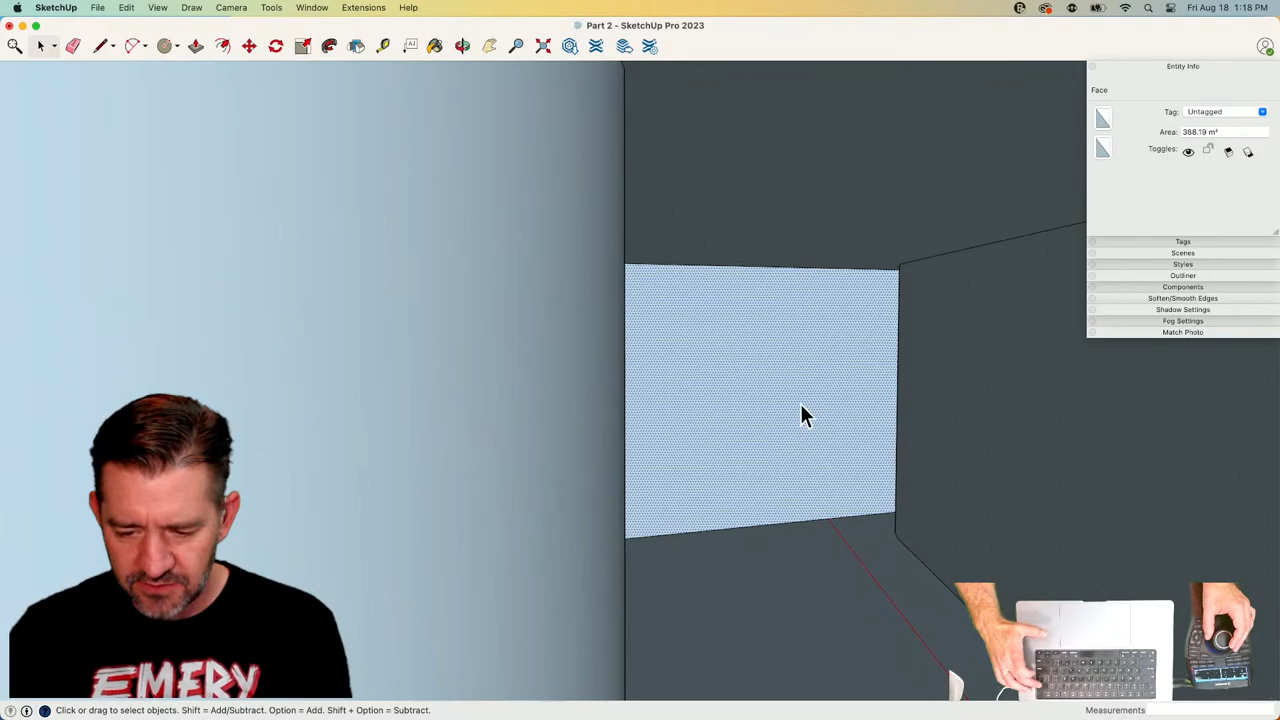 SketchUp File Edit View Draw Camera Tools Window Extensions Help Fri Aug 18 1:18 PM
Part 2 - SketchUp Pro 2023
Entity Info
Face
Tag: Untagged
Area: 388.19 m²
Toggles:
Tags
Scenes
Styles
Outliner
Components
Soften/Smooth Edges
Shadow Settings
Fog Settings
Match Photo
EMERY
Click or drag to select objects. Shift = Add/Subtract. Option = Add. Shift + Option = Subtract. Measurements